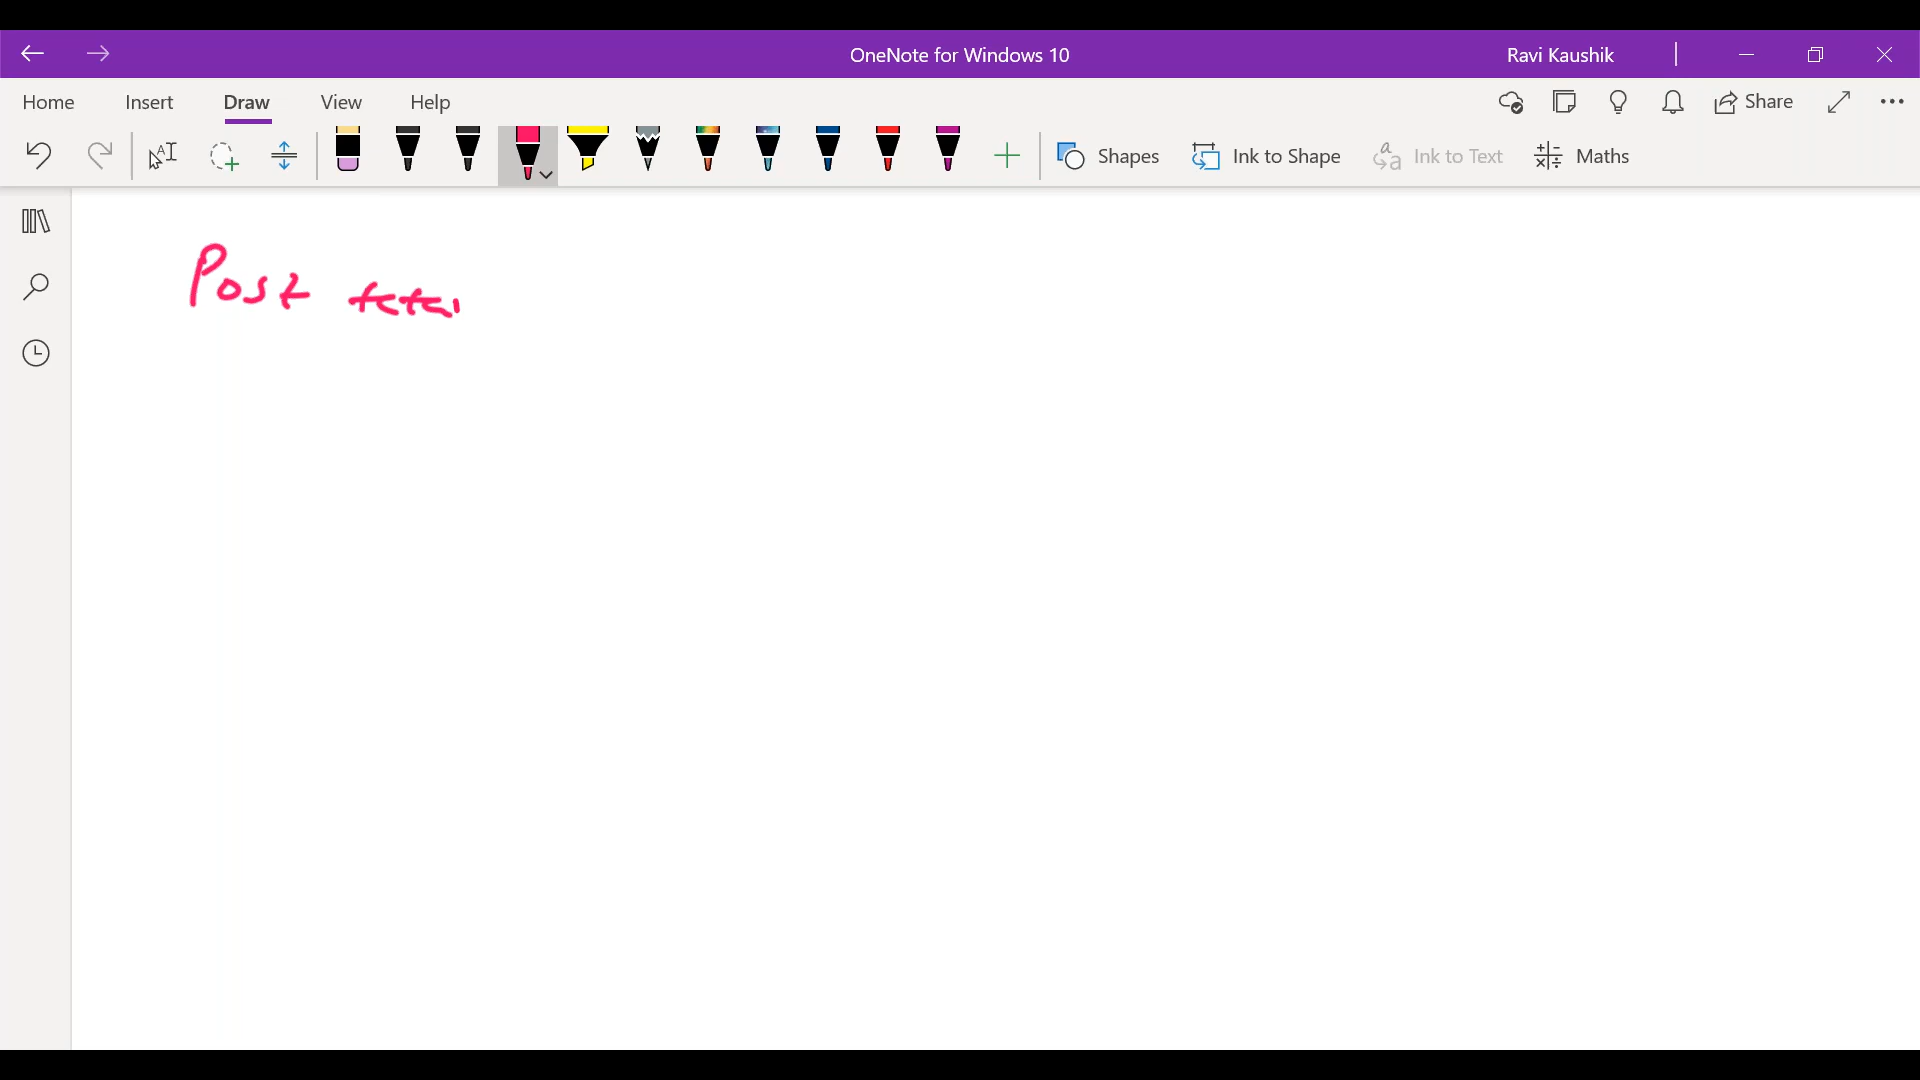 OneNote for Windows 10 Ravi Kaushik
Home Insert Draw View Help Share
Shapes Ink to Shape Ink to Text Maths
Post